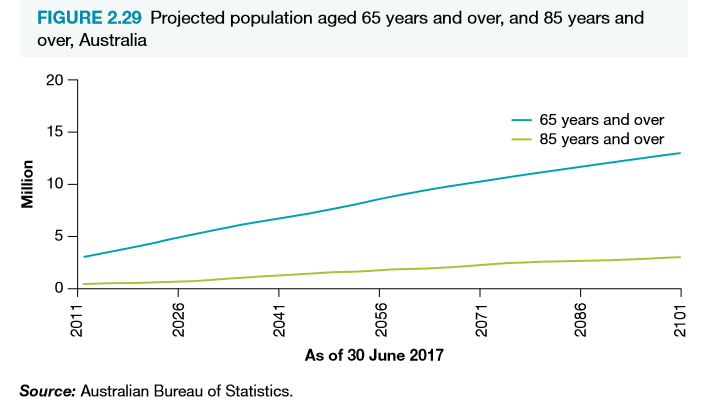 FIGURE 2.29 Projected population aged 65 years and over, and 85 years and
over, Australia
20
15
10
5
0
Million
65 years and over
85 years and over
2011
2026
2041
2056
2071
2086
2101
As of 30 June 2017
Source: Australian Bureau of Statistics.